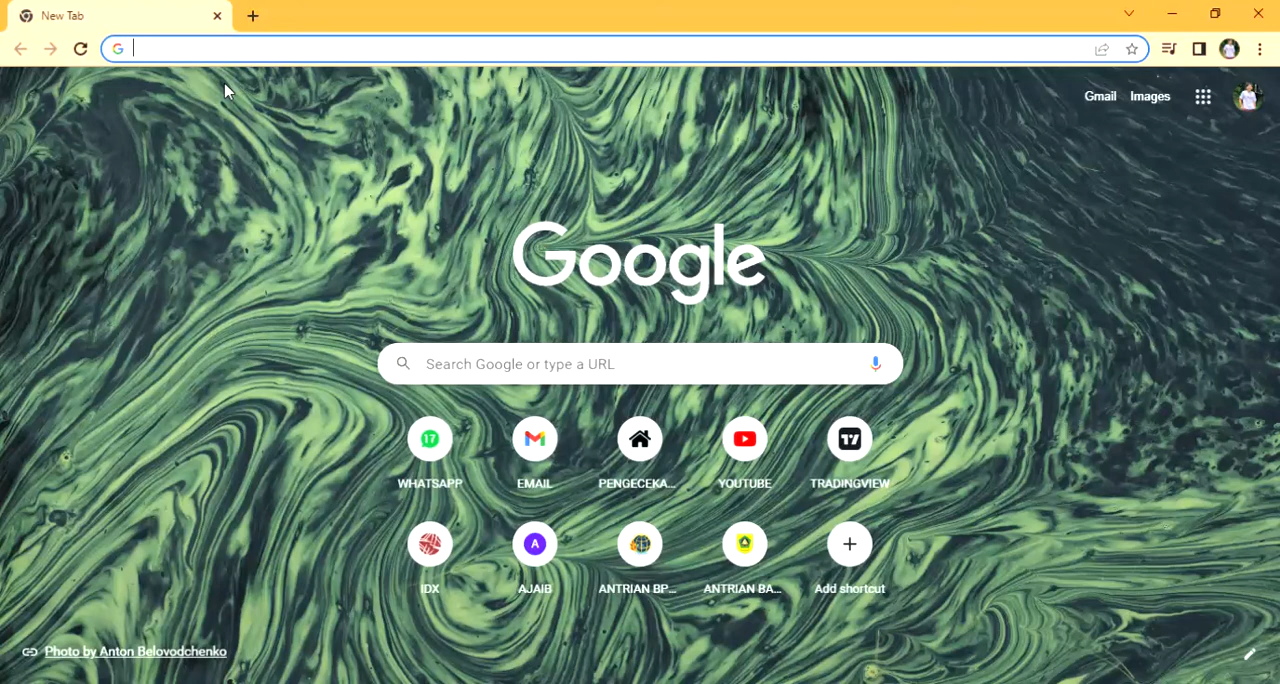 New Tab
Gmail Images
Google
Search Google or type a URL
17
WHATSAPP EMAIL PENGECEKA... YOUTUBE TRADINGVIEW
A
IDX AJAIB ANTRIAN BP... ANTRIAN BA... Add shortcut
Photo by Anton Belovodchenko